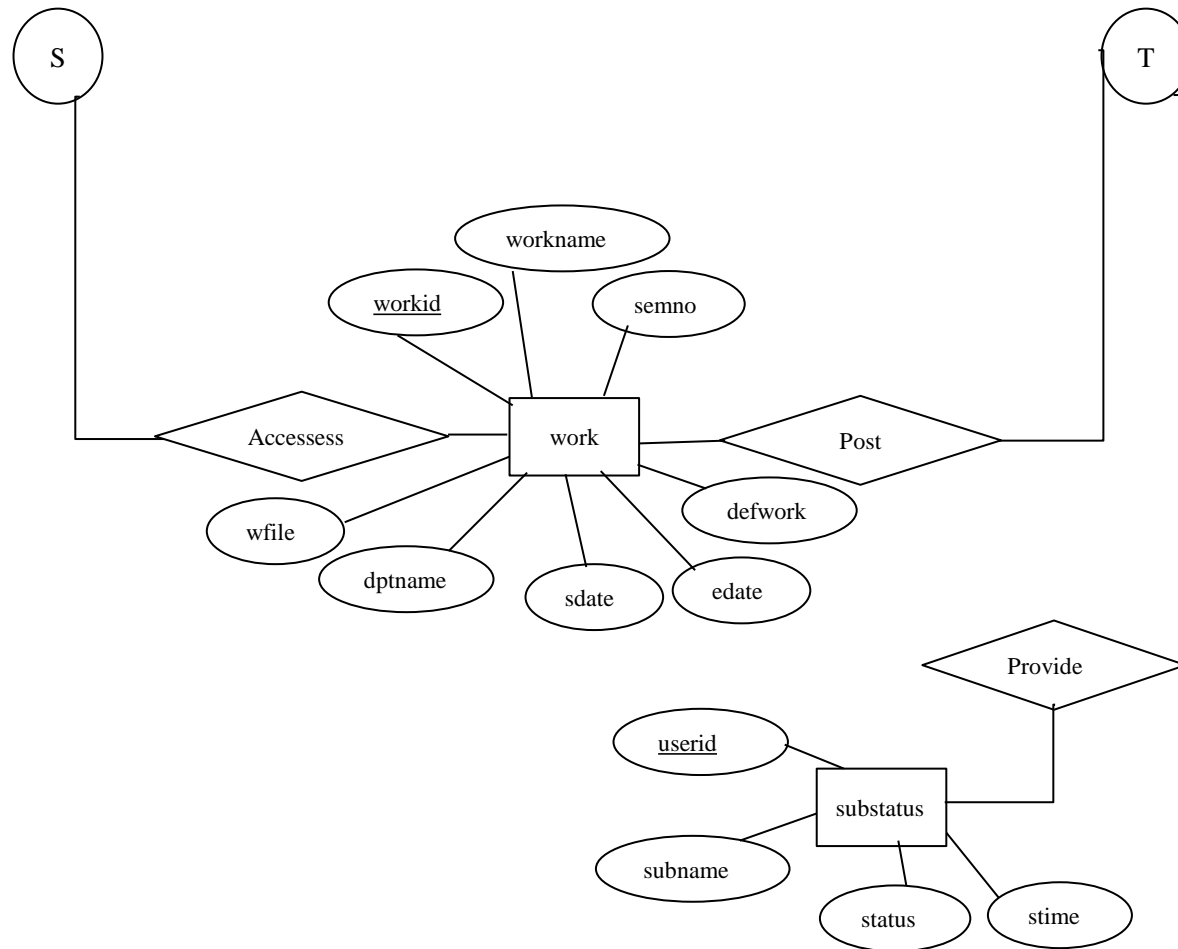 S
T
workname
workid
semno
Accessess
work
Post
wfile
defwork
dptname
sdate
edate
Provide
userid
substatus
subname
status
stime